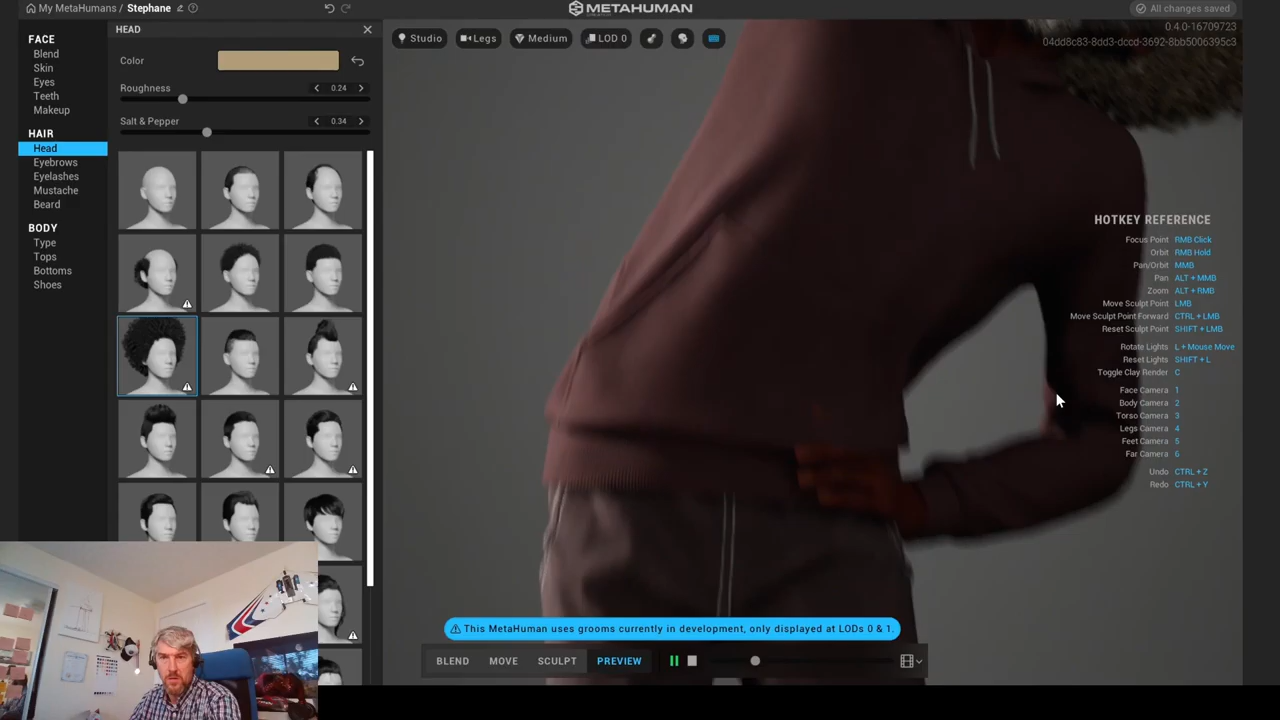 My MetaHumans / Stephane
METAHUMAN
CREATOR
All changes saved
0.4.0-16709723
04dd8c83-8dd3-dccd-3692-8bb5006395c3
FACE
Blend
Skin
Eyes
Teeth
Makeup
HAIR
Head
Eyebrows
Eyelashes
Mustache
Beard
BODY
Type
Tops
Bottoms
Shoes
HEAD
Color
Roughness 0.24
Salt & Pepper 0.34
Studio Legs Medium LOD 0
HOTKEY REFERENCE
Focus Point RMB Click
Orbit RMB Hold
Pan/Orbit MMB
Pan ALT + MMB
Zoom ALT + RMB
Move Sculpt Point LMB
Move Sculpt Point Forward CTRL + LMB
Reset Sculpt Point SHIFT + LMB
Rotate Lights L + Mouse Move
Reset Lights SHIFT + L
Toggle Clay Render C
Face Camera 1
Body Camera 2
Torso Camera 3
Legs Camera 4
Feet Camera 5
Far Camera 6
Undo CTRL + Z
Redo CTRL + Y
This MetaHuman uses grooms currently in development, only displayed at LODs 0 & 1.
BLEND MOVE SCULPT PREVIEW